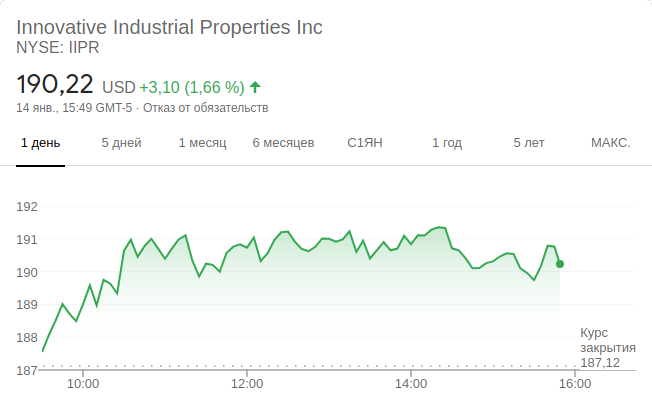 Innovative Industrial Properties Inc
NYSE: IIPR
190,22 USD +3,10 (1,66 %)
14 янв., 15:49 GMT-5 · Отказ от обязательств
1 день 5 дней 1 месяц 6 месяцев С1ЯН 1 год 5 лет МАКС.
192
191
190
189
188
187
Курс
закрытия
187,12
10:00 12:00 14:00 16:00